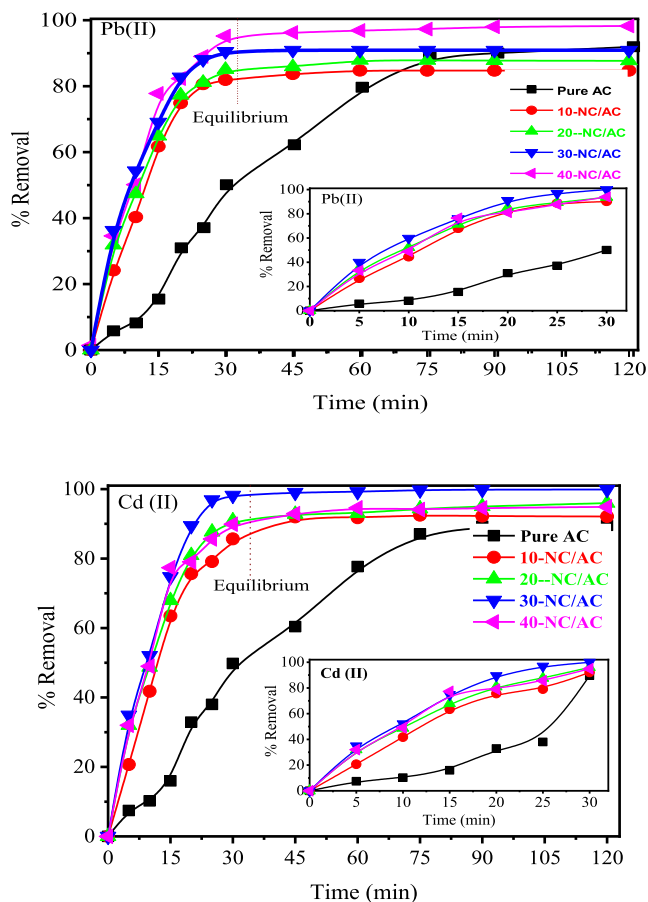 Pb(II)
100
80
60
40
20
0
% Removal
Equilibrium
Pure AC
10-NC/AC
20--NC/AC
30-NC/AC
40-NC/AC
Pb(II)
100
80
60
40
20
0
% Removal
0 5 10 15 20 25 30
Time (min)
0 15 30 45 60 75 90 105 120
Time (min)
Cd (II)
100
80
60
40
20
0
% Removal
Equilibrium
Pure AC
10-NC/AC
20--NC/AC
30-NC/AC
40-NC/AC
Cd (II)
100
80
60
40
20
0
% Removal
0 5 10 15 20 25 30
Time (min)
0 15 30 45 60 75 90 105 120
Time (min)